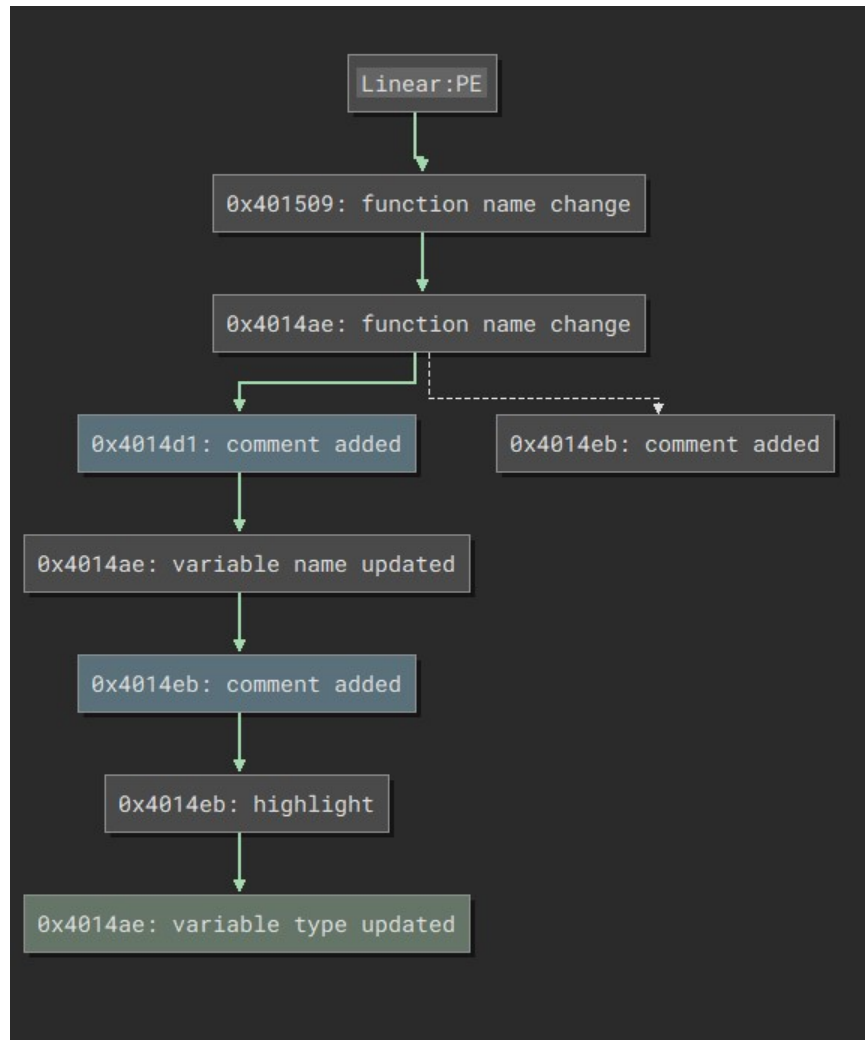 Linear:PE
0x401509: function name change
0x4014ae: function name change
0x4014d1: comment added
0x4014eb: comment added
0x4014ae: variable name updated
0x4014eb: comment added
0x4014eb: highlight
0x4014ae: variable type updated